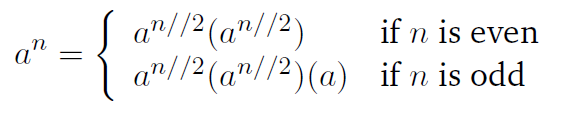 a^n = { a^{n//2}(a^{n//2}) if n is even
a^{n//2}(a^{n//2})(a) if n is odd